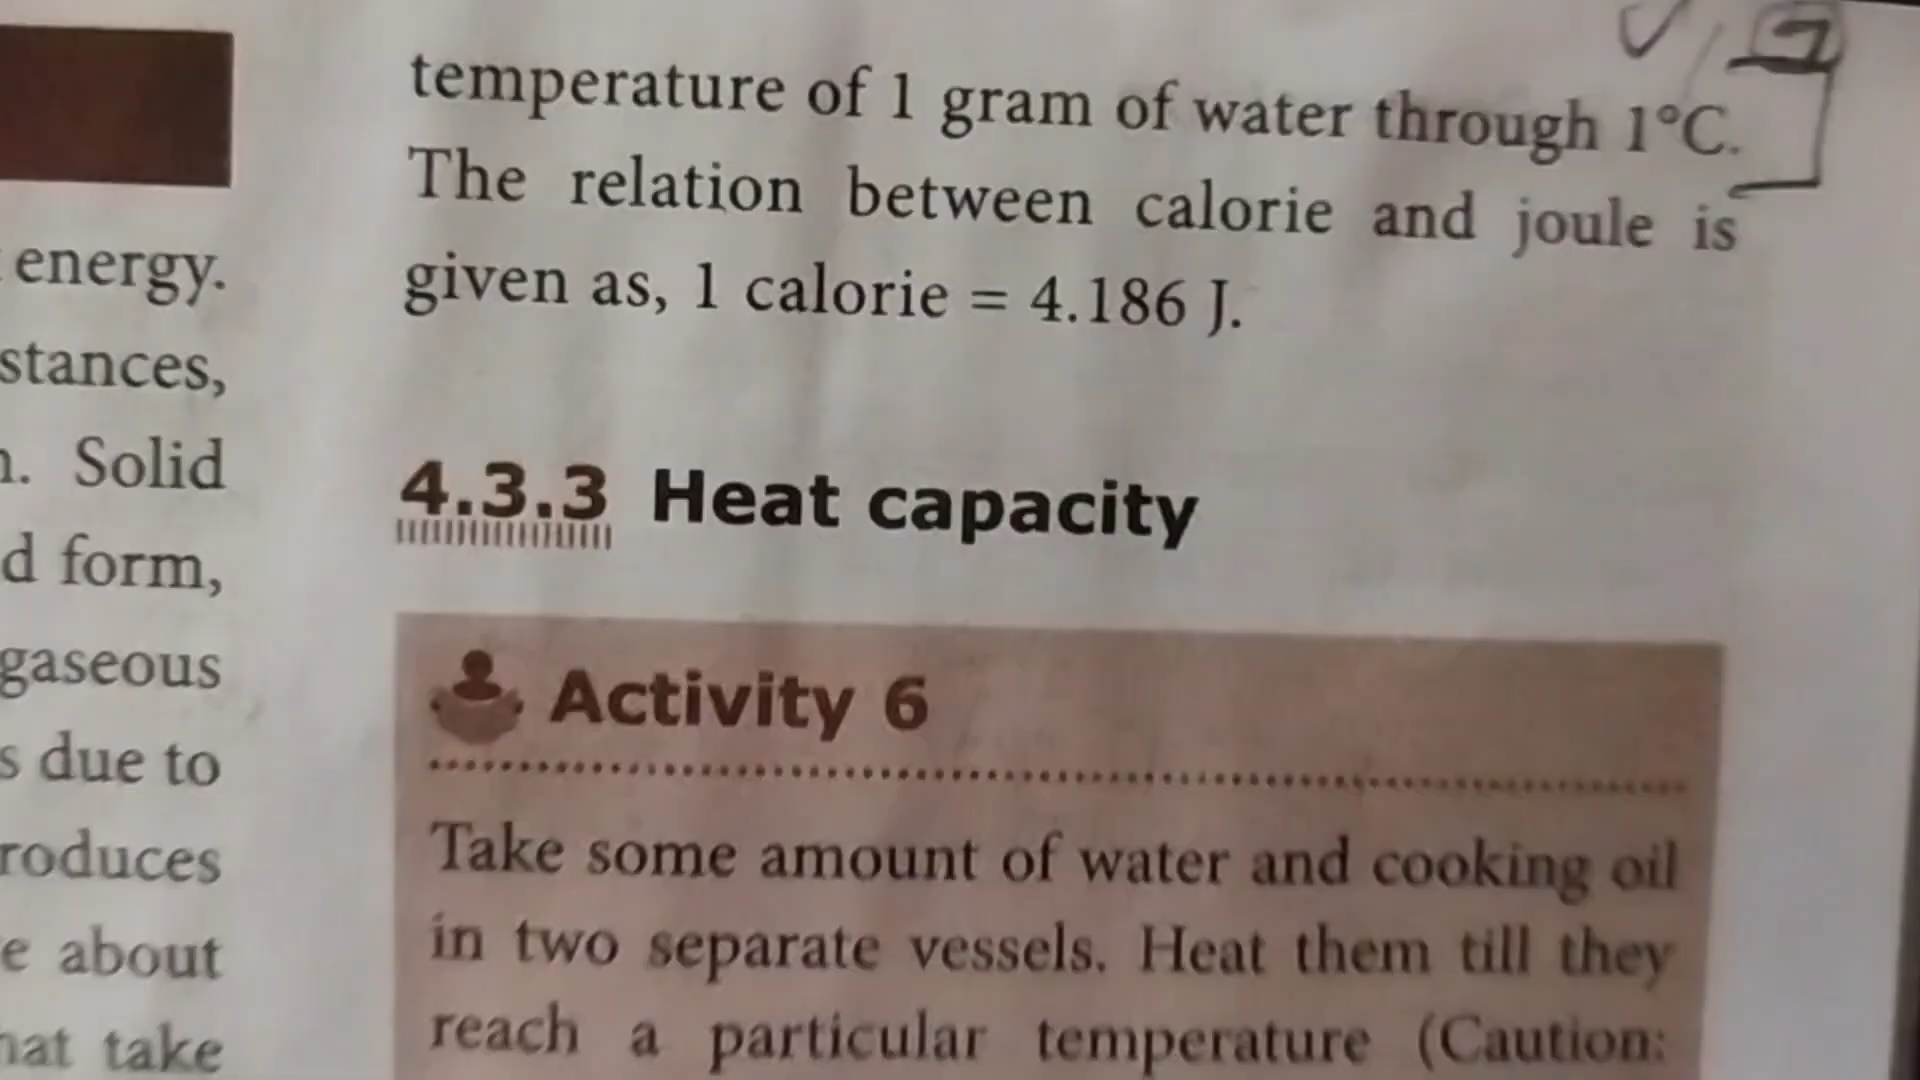 energy.
stances,
Solid
d form,
gaseous
s due to
roduces
e about
hat take
temperature of 1 gram of water through 1°C.
The relation between calorie and joule is
given as, 1 calorie = 4.186 J.
4.3.3 Heat capacity
Activity 6
Take some amount of water and cooking oil
in two separate vessels. Heat them till they
reach a particular temperature (Caution: